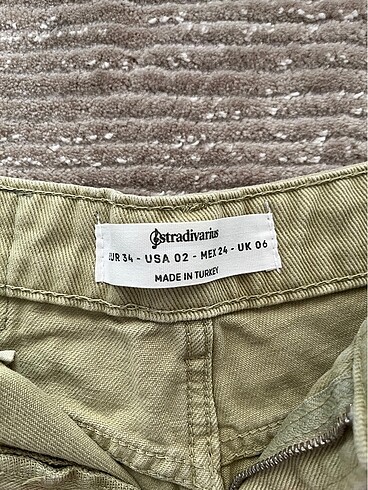 Stradivarius
EUR 34 - USA 02 - MEX 24 - UK 06
MADE IN TURKEY